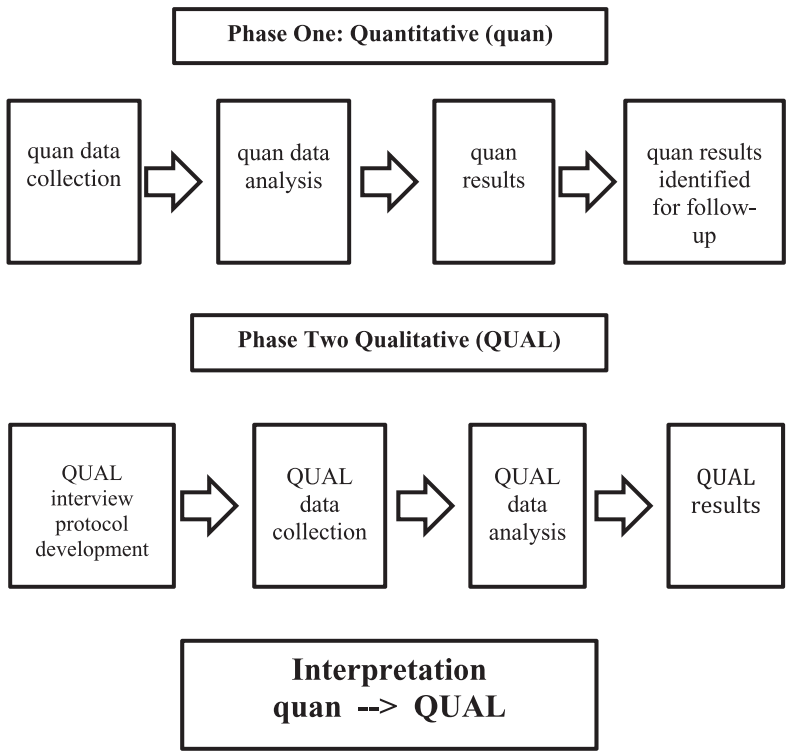 Phase One: Quantitative (quan)
quan data
collection
quan data
analysis
quan
results
quan results
identified
for follow-
up
Phase Two Qualitative (QUAL)
QUAL
interview
protocol
development
QUAL
data
collection
QUAL
data
analysis
QUAL
results
Interpretation
quan --> QUAL